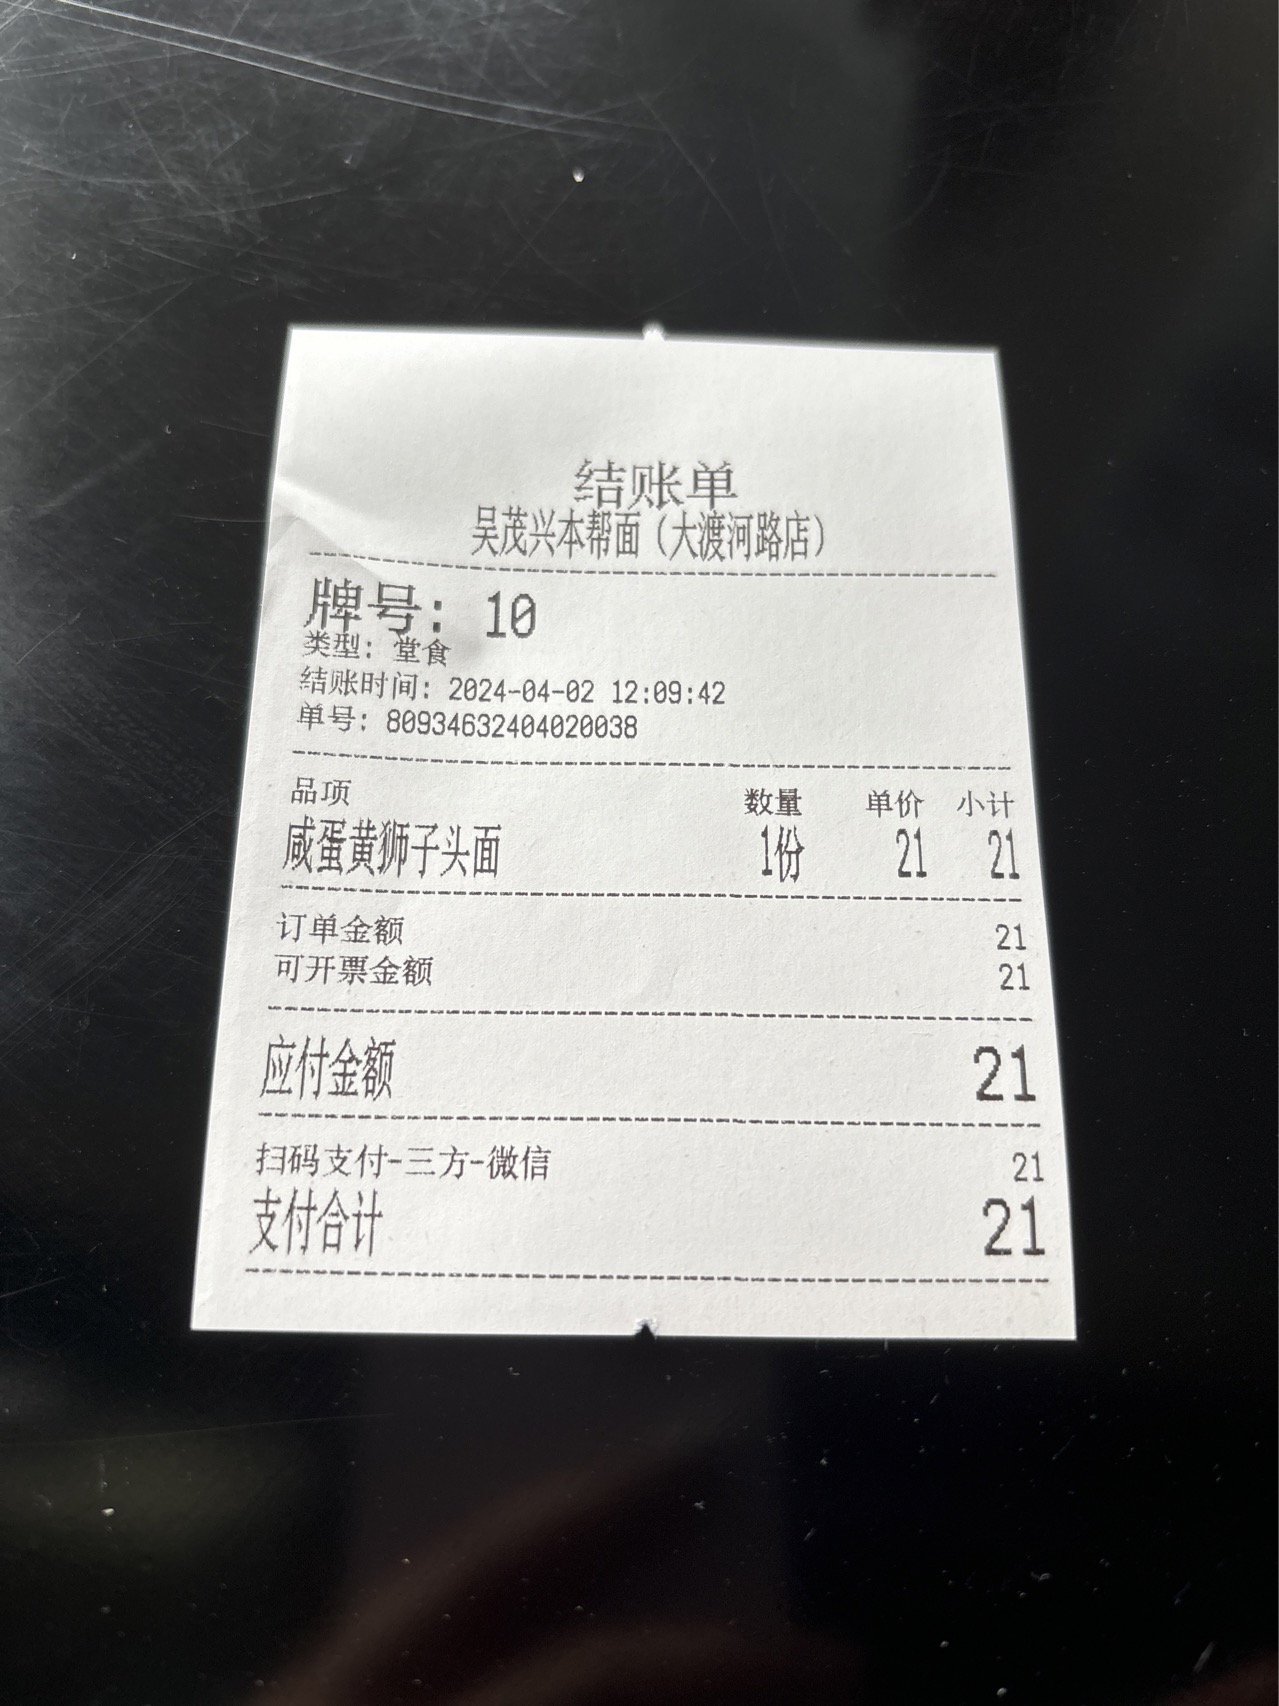 结账单
吴茂兴本帮面（大渡河路店）
牌号：10
类型：堂食
结账时间：2024-04-02 12:09:42
单号：80934632404020038
品项 数量 单价 小计
咸蛋黄狮子头面 1份 21 21
订单金额 21
可开票金额 21
应付金额 21
扫码支付-三方-微信 21
支付合计 21